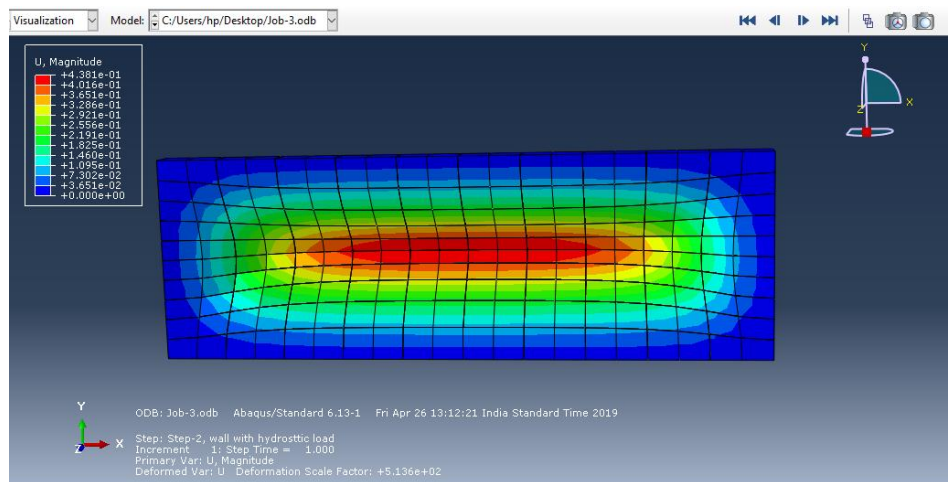 Visualization Model: C:/Users/hp/Desktop/Job-3.odb
U, Magnitude
+4.381e-01
+4.016e-01
+3.651e-01
+3.286e-01
+2.921e-01
+2.556e-01
+2.191e-01
+1.825e-01
+1.460e-01
+1.095e-01
+7.302e-02
+3.651e-02
+0.000e+00
Y
X
Z
Y
X
Z
ODB: Job-3.odb Abaqus/Standard 6.13-1 Fri Apr 26 13:12:21 India Standard Time 2019
Step: Step-2, wall with hydrosttic load
Increment 1: Step Time = 1.000
Primary Var: U, Magnitude
Deformed Var: U Deformation Scale Factor: +5.136e+02